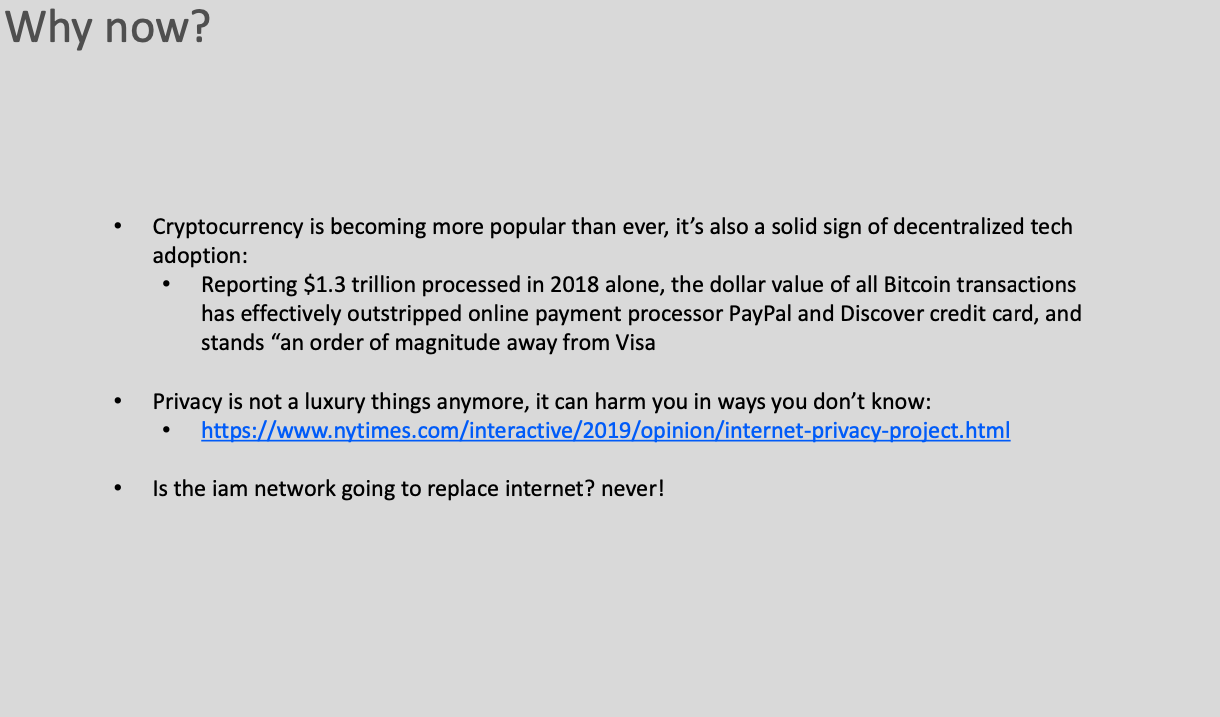 Why now?
• Cryptocurrency is becoming more popular than ever, it’s also a solid sign of decentralized tech
adoption:
• Reporting $1.3 trillion processed in 2018 alone, the dollar value of all Bitcoin transactions
has effectively outstripped online payment processor PayPal and Discover credit card, and
stands “an order of magnitude away from Visa
• Privacy is not a luxury things anymore, it can harm you in ways you don’t know:
• https://www.nytimes.com/interactive/2019/opinion/internet-privacy-project.html
• Is the iam network going to replace internet? never!